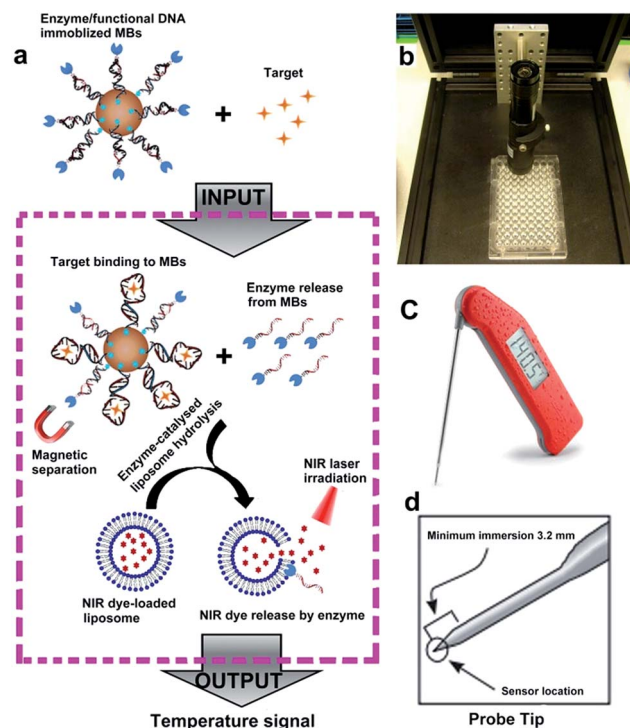 Enzyme/functional DNA
immoblized MBs
a
Target
+
INPUT
Target binding to MBs
Enzyme release
from MBs
+
Magnetic
separation
Enzyme-catalysed
liposome hydrolysis
NIR laser
irradiation
NIR dye-loaded
liposome
NIR dye release by enzyme
OUTPUT
Temperature signal
b
c
140.5
d
Minimum immersion 3.2 mm
Sensor location
Probe Tip